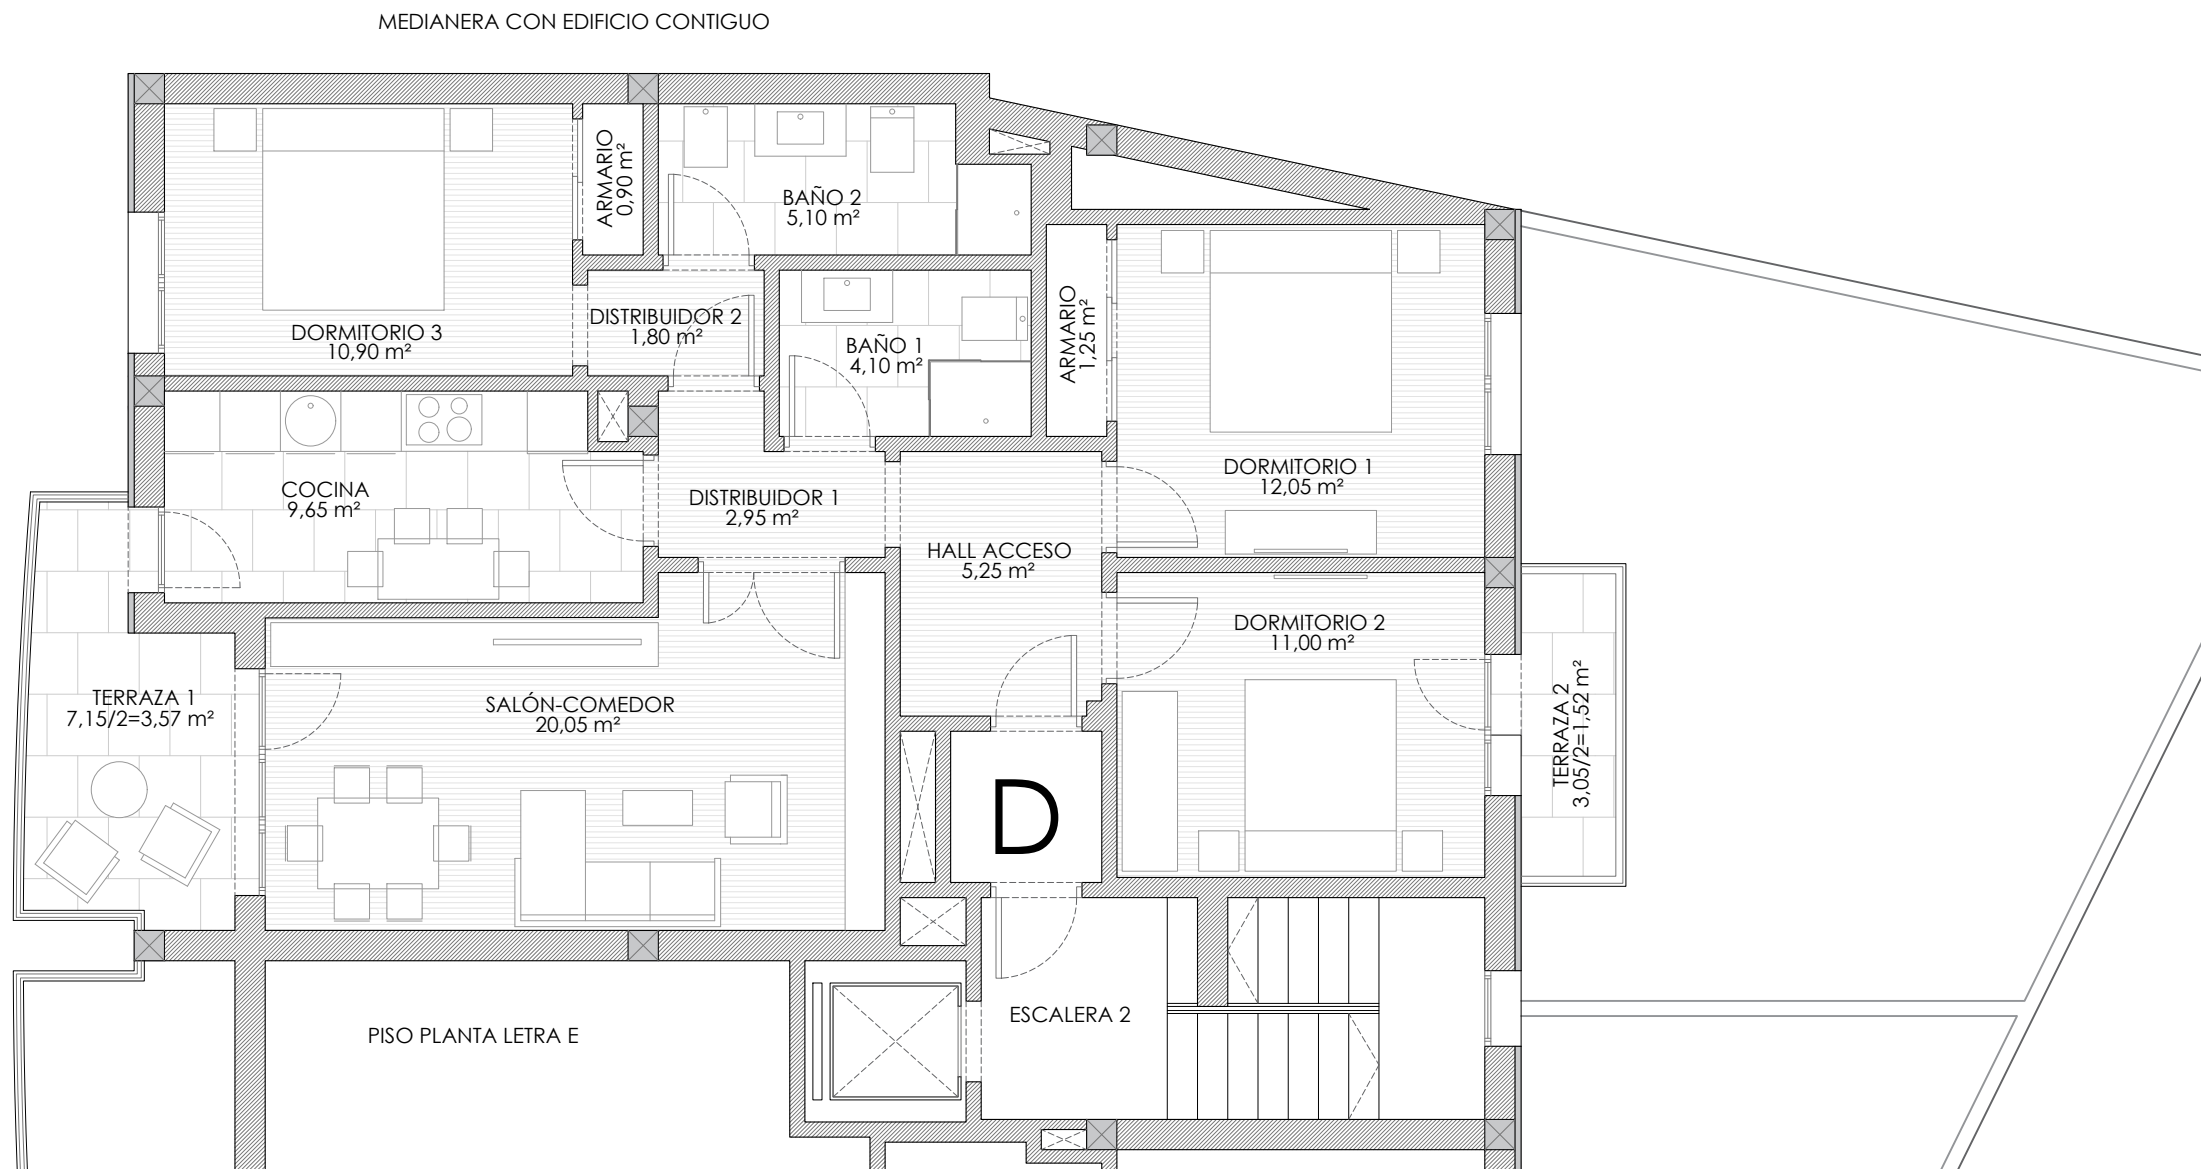 MEDIANERA CON EDIFICIO CONTIGUO
ARMARIO
0,90 m²
BAÑO 2
5,10 m²
DORMITORIO 3
10,90 m²
DISTRIBUIDOR 2
1,80 m²
BAÑO 1
4,10 m²
ARMARIO
1,25 m²
DORMITORIO 1
12,05 m²
COCINA
9,65 m²
DISTRIBUIDOR 1
2,95 m²
HALL ACCESO
5,25 m²
DORMITORIO 2
11,00 m²
TERRAZA 1
7,15/2=3,57 m²
SALÓN-COMEDOR
20,05 m²
TERRAZA 2
3,05/2=1,52 m²
D
ESCALERA 2
PISO PLANTA LETRA E